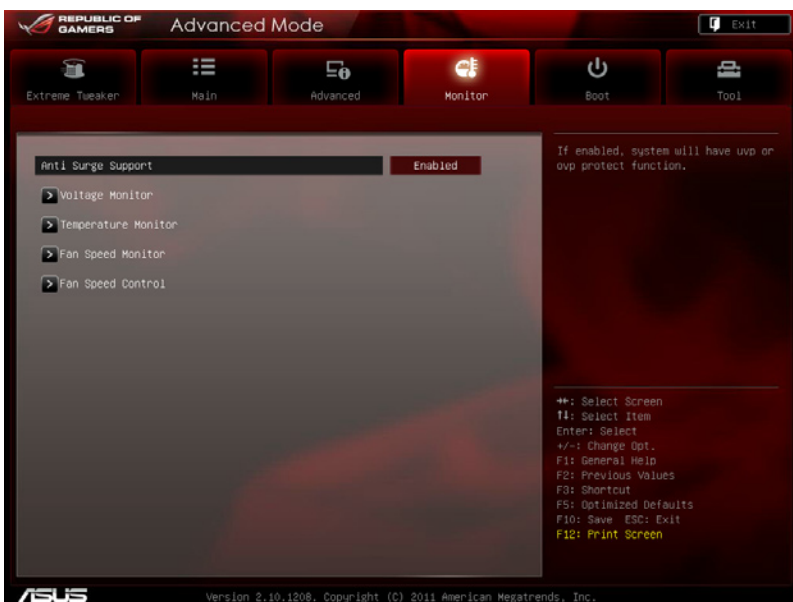 REPUBLIC OF
GAMERS
Advanced Mode
Exit
Extreme Tweaker
Main
Advanced
Monitor
Boot
Tool
Anti Surge Support
Enabled
> Voltage Monitor
> Temperature Monitor
> Fan Speed Monitor
> Fan Speed Control
If enabled, system will have uvp or
ovp protect function.
→←: Select Screen
↑↓: Select Item
Enter: Select
+/-: Change Opt.
F1: General Help
F2: Previous Values
F3: Shortcut
F5: Optimized Defaults
F10: Save  ESC: Exit
F12: Print Screen
ASUS
Version 2.10.1208. Copyright (C) 2011 American Megatrends, Inc.